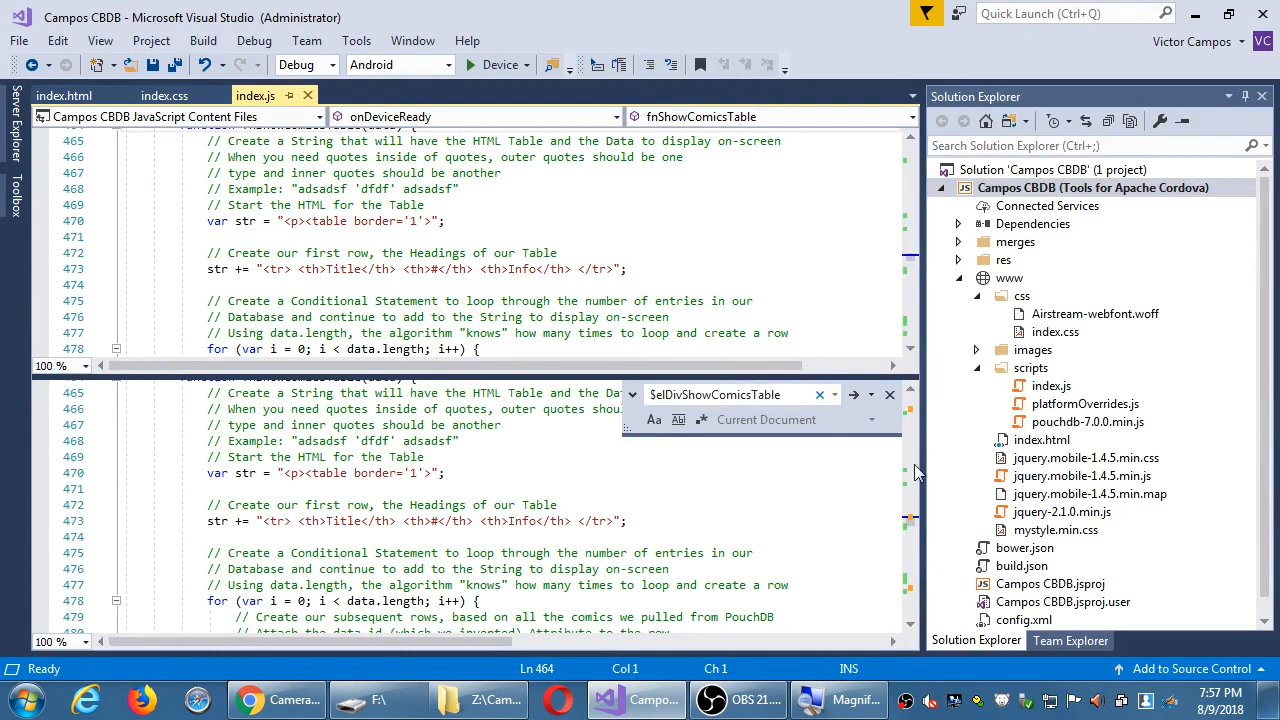 Campos CBDB - Microsoft Visual Studio (Administrator)
Quick Launch (Ctrl+Q)
File Edit View Project Build Debug Team Tools Window Help
Victor Campos VC
Debug Android Device
Server Explorer
Toolbox
index.html index.css index.js
Campos CBDB JavaScript Content Files onDeviceReady fnShowComicsTable
465 // Create a String that will have the HTML Table and the Data to display on-screen
466 // When you need quotes inside of quotes, outer quotes should be one
467 // type and inner quotes should be another
468 // Example: "adsadsf 'dfdf' adsadsf"
469 // Start the HTML for the Table
470 var str = "<p><table border='1'>";
471
472 // Create our first row, the Headings of our Table
473 str += "<tr> <th>Title</th> <th>#</th> <th>Info</th> </tr>";
474
475 // Create a Conditional Statement to loop through the number of entries in our
476 // Database and continue to add to the String to display on-screen
477 // Using data.length, the algorithm "knows" how many times to loop and create a row
478 for (var i = 0; i < data.length; i++) {
100 %
$elDivShowComicsTable
Aa Ab Current Document
465 // Create a String that will have the HTML Table and the Da
466 // When you need quotes inside of quotes, outer quotes shou
467 // type and inner quotes should be another
468 // Example: "adsadsf 'dfdf' adsadsf"
469 // Start the HTML for the Table
470 var str = "<p><table border='1'>";
471
472 // Create our first row, the Headings of our Table
473 str += "<tr> <th>Title</th> <th>#</th> <th>Info</th> </tr>";
474
475 // Create a Conditional Statement to loop through the number of entries in our
476 // Database and continue to add to the String to display on-screen
477 // Using data.length, the algorithm "knows" how many times to loop and create a row
478 for (var i = 0; i < data.length; i++) {
479 // Create our subsequent rows, based on all the comics we pulled from PouchDB
100 %
Solution Explorer
Search Solution Explorer (Ctrl+;)
Solution 'Campos CBDB' (1 project)
JS Campos CBDB (Tools for Apache Cordova)
Connected Services
Dependencies
merges
res
www
css
Airstream-webfont.woff
index.css
images
scripts
index.js
platformOverrides.js
pouchdb-7.0.0.min.js
index.html
jquery.mobile-1.4.5.min.css
jquery.mobile-1.4.5.min.js
jquery.mobile-1.4.5.min.map
jquery-2.1.0.min.js
mystyle.min.css
bower.json
build.json
JS Campos CBDB.jsproj
Campos CBDB.jsproj.user
config.xml
Solution Explorer Team Explorer
Ready Ln 464 Col 1 Ch 1 INS Add to Source Control
Camera... F:\ Z:\Cam... Campo... OBS 21.... Magnif...
7:57 PM
8/9/2018